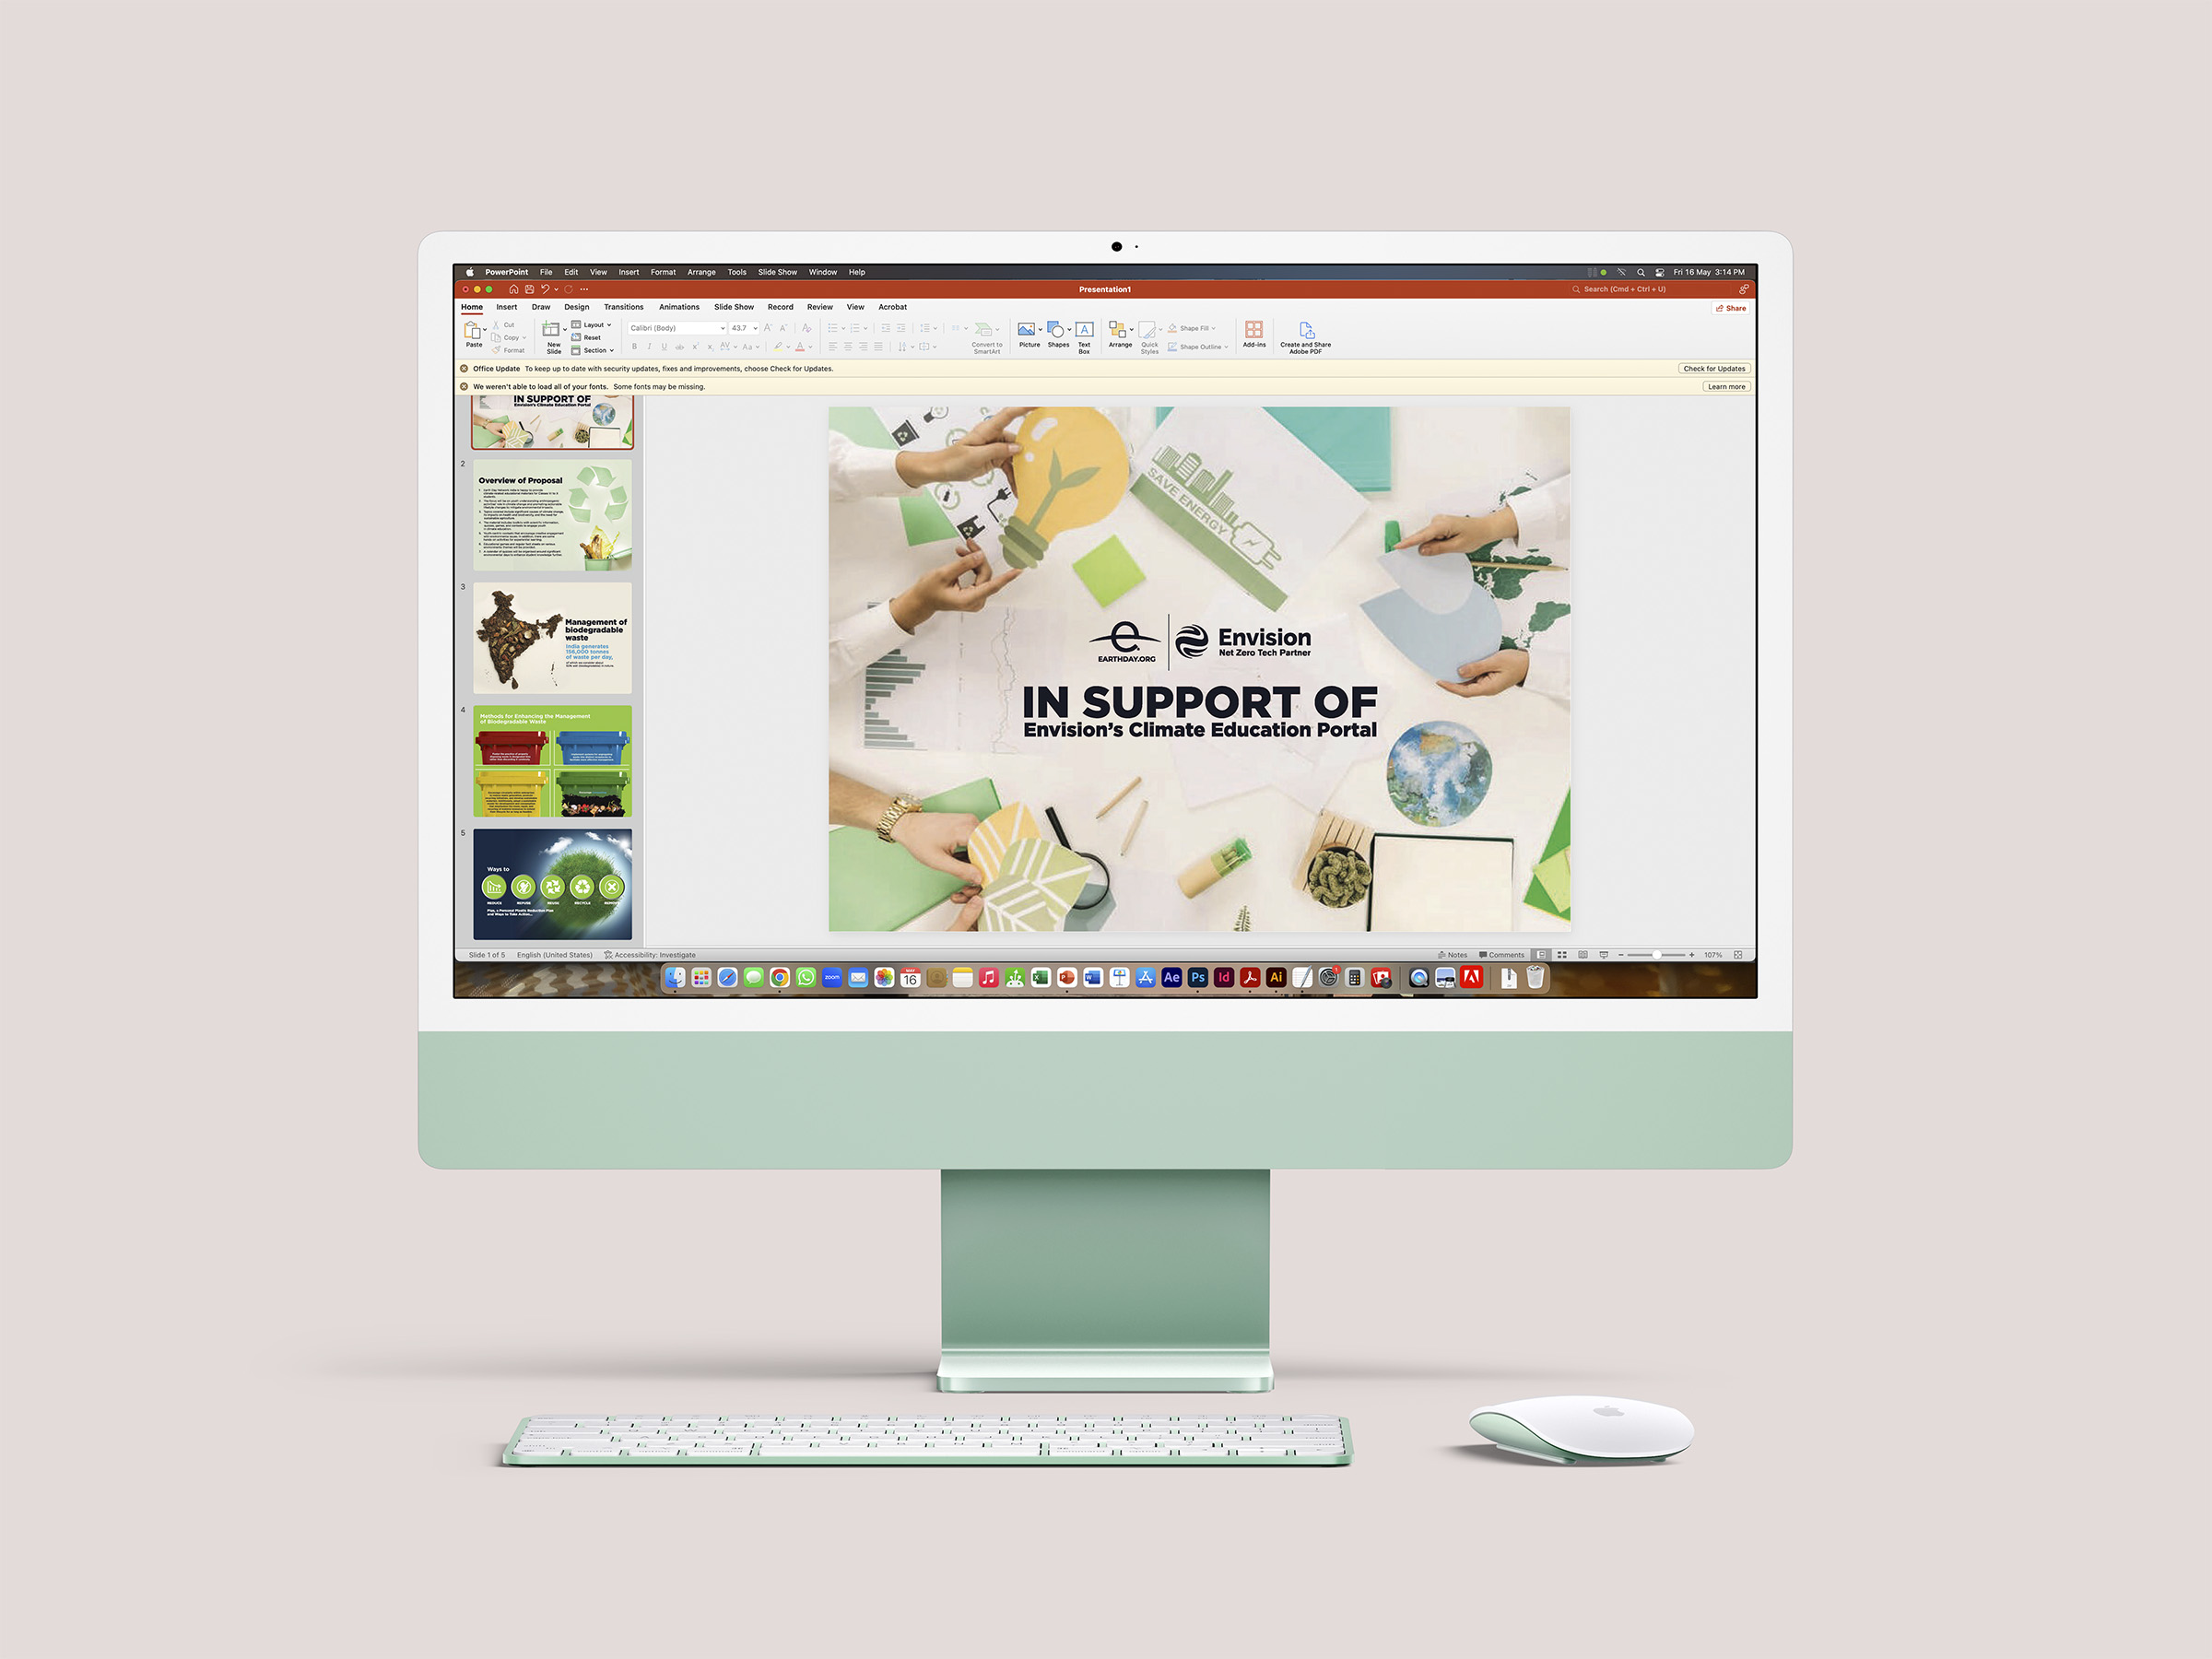 PowerPoint File Edit View Insert Format Arrange Tools Slide Show Window Help
Fri 16 May 3:14 PM
Presentation1
Search (Cmd + Ctrl + U)
Home Insert Draw Design Transitions Animations Slide Show Record Review View Acrobat
Share
Paste
Cut
Copy
Format
New
Slide
Layout
Reset
Section
Calibri (Body)
43.7
Convert to
SmartArt
Picture
Shapes
Text
Box
Arrange
Quick
Styles
Shape Fill
Shape Outline
Add-ins
Create and Share
Adobe PDF
Office Update To keep up to date with security updates, fixes and improvements, choose Check for Updates.
Check for Updates
We weren't able to load all of your fonts. Some fonts may be missing.
Learn more
IN SUPPORT OF
Envision's Climate Education Portal
2
Overview of Proposal
3
Management of
biodegradable
waste
India generates
156,000 tonnes
of waste per day,
4
Methods for Enhancing the Management
of Biodegradable Waste
5
Ways to
REDUCE
REFUSE
REUSE
RECYCLE
SAVE ENERGY
EARTHDAY.ORG
Envision
Net Zero Tech Partner
IN SUPPORT OF
Envision's Climate Education Portal
Slide 1 of 5
English (United States)
Accessibility: Investigate
Notes
Comments
107%
zoom
16
Ae
Ps
Id
Ai